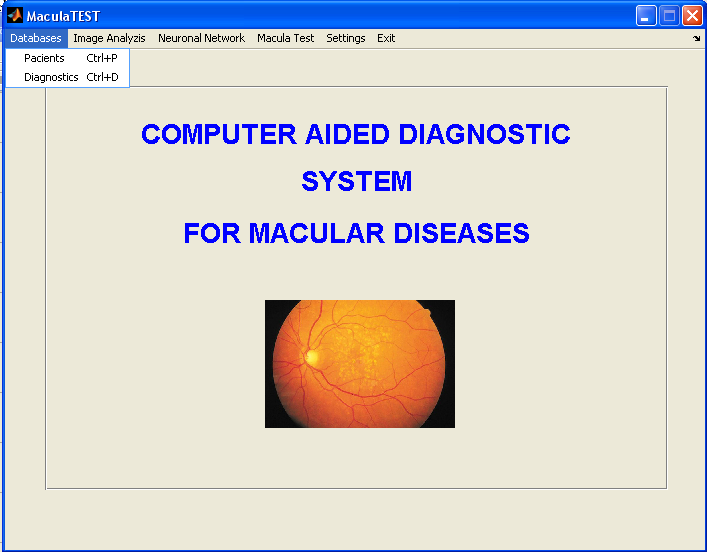 MaculaTEST
Databases Image Analyzis Neuronal Network Macula Test Settings Exit
Pacients Ctrl+P
Diagnostics Ctrl+D
COMPUTER AIDED DIAGNOSTIC
SYSTEM
FOR MACULAR DISEASES